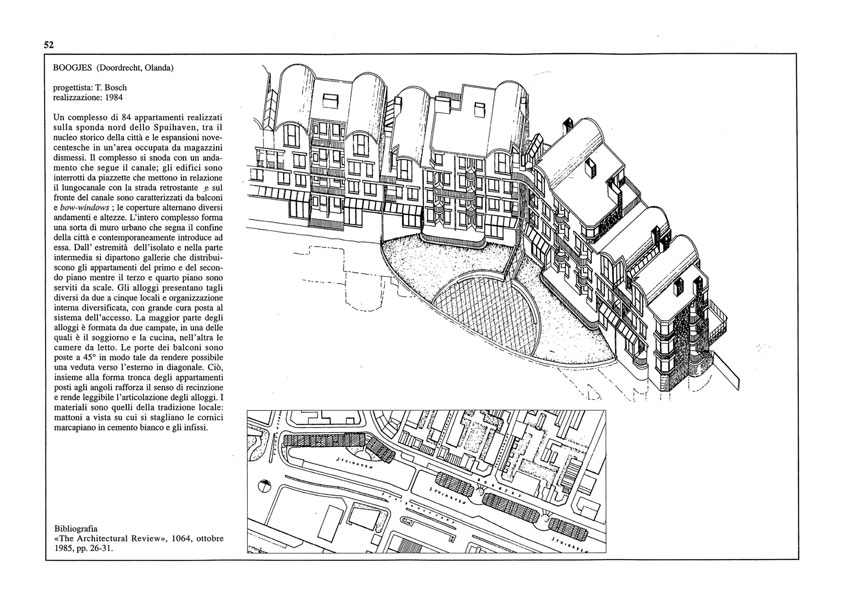 52
BOOGJES (Doordrecht, Olanda)
progettista: T. Bosch
realizzazione: 1984
Un complesso di 84 appartamenti realizzati
sulla sponda nord dello Spuihaven, tra il
nucleo storico della città e le espansioni nove-
centesche in un'area occupata da magazzini
dismessi. Il complesso si snoda con un anda-
mento che segue il canale; gli edifici sono
interrotti da piazzette che mettono in relazione
il lungocanale con la strada retrostante e sul
fronte del canale sono caratterizzati da balconi
e bow-windows ; le coperture alternano diversi
andamenti e altezze. L'intero complesso forma
una sorta di muro urbano che segna il confine
della città e contemporaneamente introduce ad
essa. Dall' estremità dell'isolato e nella parte
intermedia si dipartono gallerie che distribui-
scono gli appartamenti del primo e del secon-
do piano mentre il terzo e quarto piano sono
serviti da scale. Gli alloggi presentano tagli
diversi da due a cinque locali e organizzazione
interna diversificata, con grande cura posta al
sistema dell'accesso. La maggior parte degli
alloggi è formata da due campate, in una delle
quali è il soggiorno e la cucina, nell'altra le
camere da letto. Le porte dei balconi sono
poste a 45° in modo tale da rendere possibile
una veduta verso l'esterno in diagonale. Ciò,
insieme alla forma tronca degli appartamenti
posti agli angoli rafforza il senso di recinzione
e rende leggibile l'articolazione degli alloggi. I
materiali sono quelli della tradizione locale:
mattoni a vista su cui si stagliano le cornici
marcapiano in cemento bianco e gli infissi.
SPUIHAVEN
SPUIHAVEN
SPUIHAVEN
Bibliografia
«The Architectural Review», 1064, ottobre
1985, pp. 26-31.